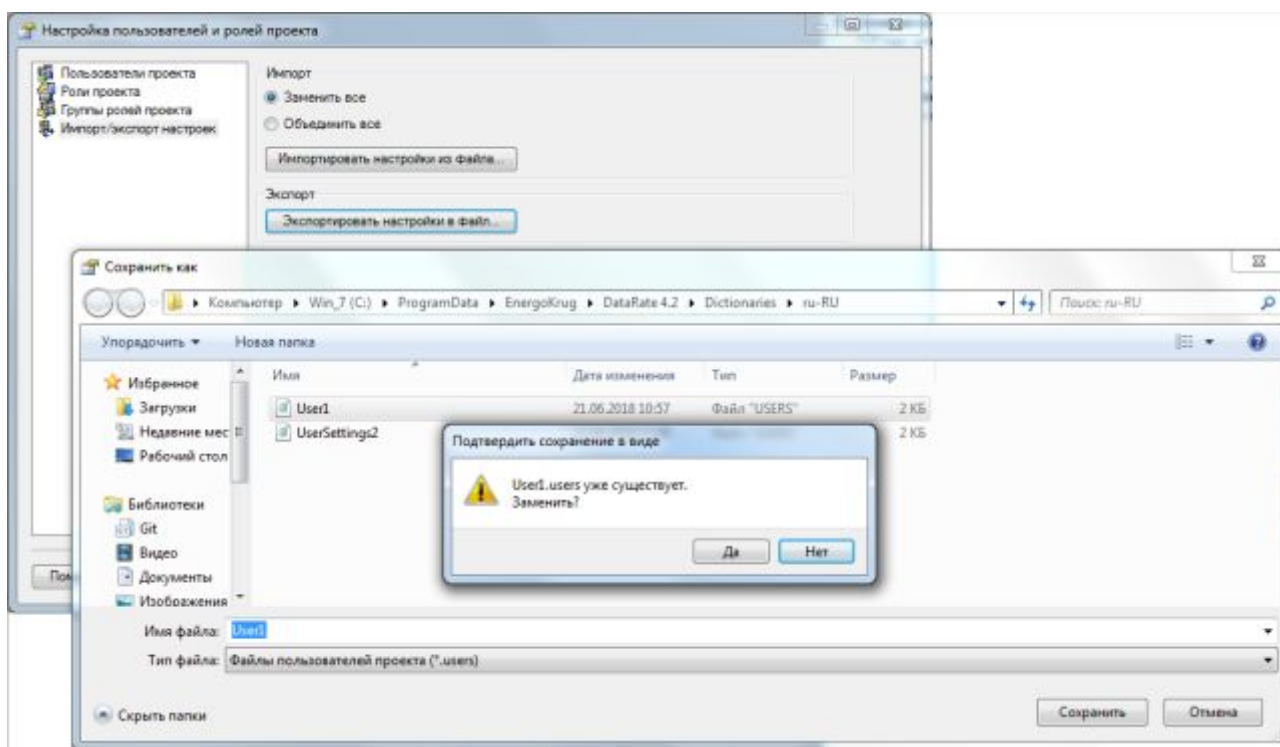 Настройка пользователей и ролей проекта
Пользователи проекта
Роли проекта
Группы ролей проекта
Импорт/экспорт настроек
Импорт
Заменить все
Объединить все
Импортировать настройки из файла...
Экспорт
Экспортировать настройки в файл...
Сохранить как
Компьютер ▸ Win_7 (C:) ▸ ProgramData ▸ EnergoKrug ▸ DataRate 4.2 ▸ Dictionaries ▸ ru-RU
Поиск: ru-RU
Упорядочить ▾ Новая папка
Избранное
Загрузки
Недавние мес
Рабочий стол
Библиотеки
Git
Видео
Документы
Изображения
Имя Дата изменения Тип Размер
User1 21.06.2018 10:57 Файл "USERS" 2 КБ
UserSettings2 2 КБ
Подтвердить сохранение в виде
User1.users уже существует.
Заменить?
Да Нет
Пом
Имя файла: User1
Тип файла: Файлы пользователей проекта (*.users)
Скрыть папки
Сохранить Отмена